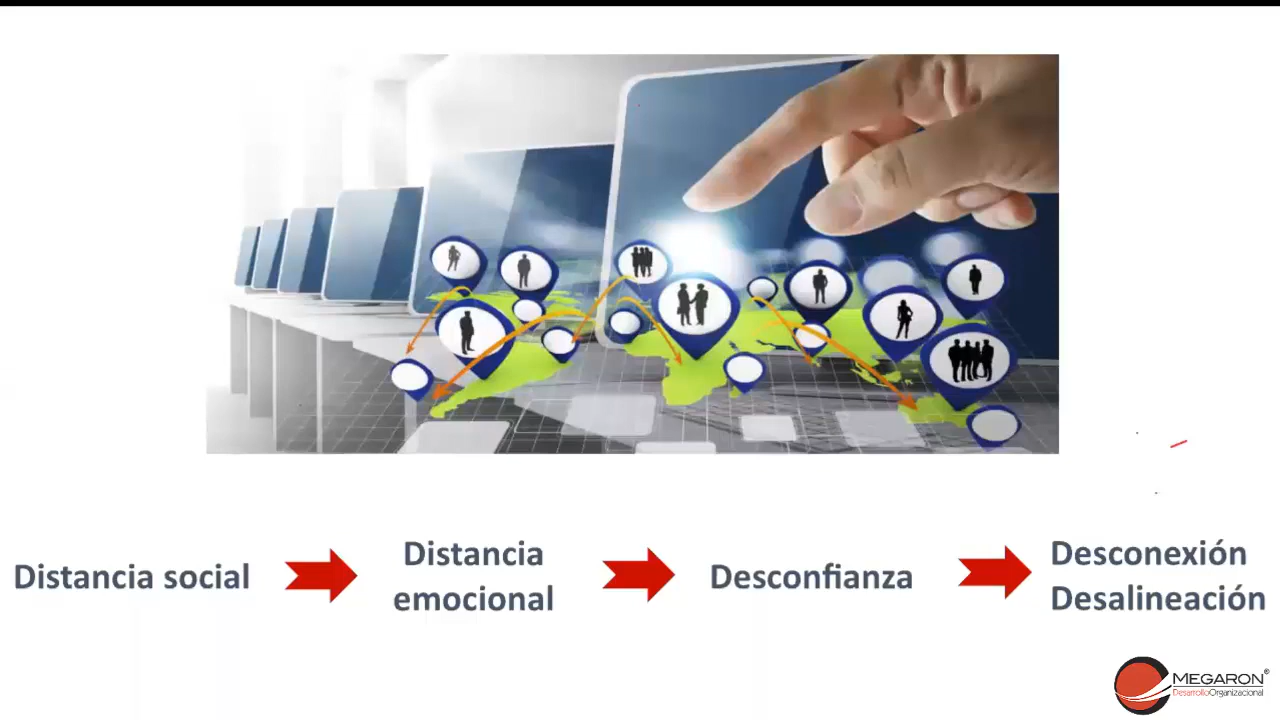 Distancia social
Distancia
emocional
Desconfianza
Desconexión
Desalineación
MEGARON®
DesarrolloOrganizacional